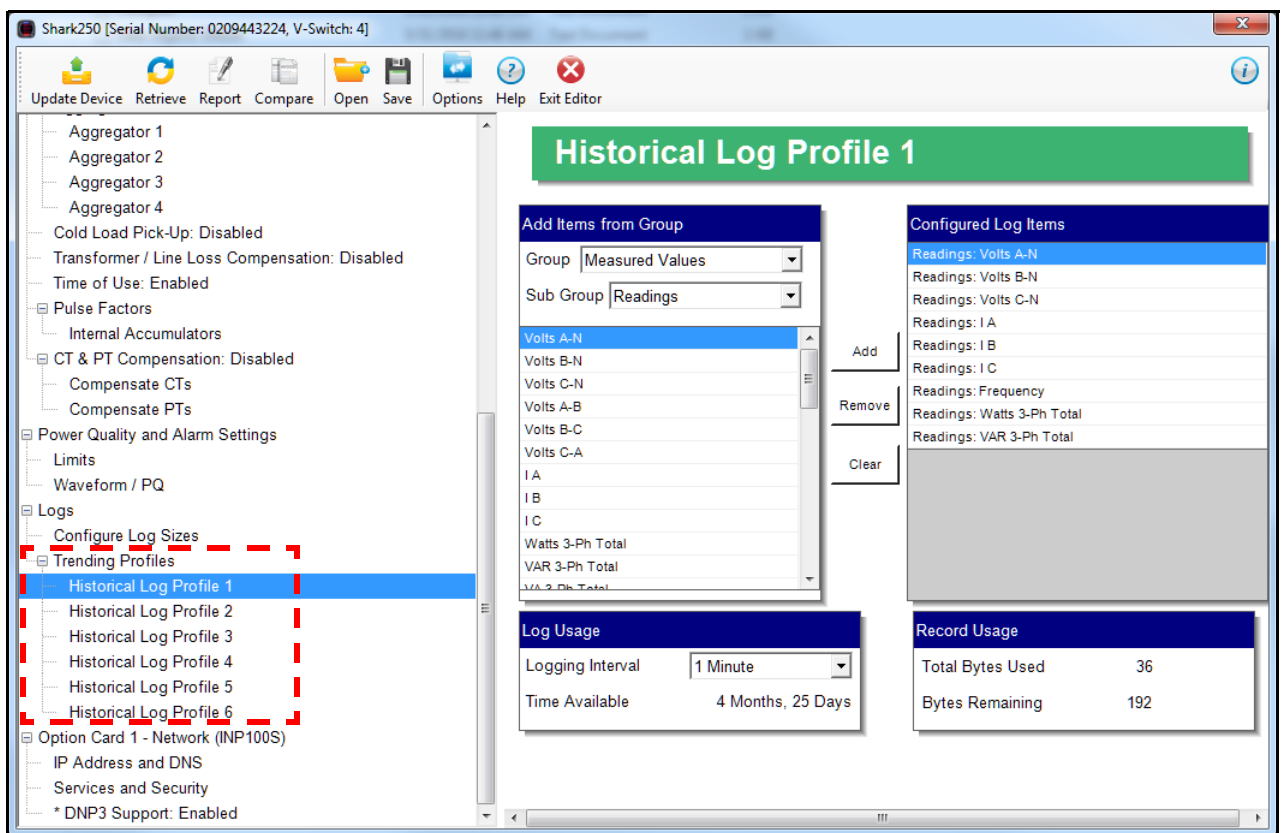 Shark250 [Serial Number: 0209443224, V-Switch: 4]
Update Device Retrieve Report Compare Open Save Options Help Exit Editor
Aggregator 1
Aggregator 2
Aggregator 3
Aggregator 4
Cold Load Pick-Up: Disabled
Transformer / Line Loss Compensation: Disabled
Time of Use: Enabled
Pulse Factors
Internal Accumulators
CT & PT Compensation: Disabled
Compensate CTs
Compensate PTs
Power Quality and Alarm Settings
Limits
Waveform / PQ
Logs
Configure Log Sizes
Trending Profiles
Historical Log Profile 1
Historical Log Profile 2
Historical Log Profile 3
Historical Log Profile 4
Historical Log Profile 5
Historical Log Profile 6
Option Card 1 - Network (INP100S)
IP Address and DNS
Services and Security
* DNP3 Support: Enabled
Historical Log Profile 1
Add Items from Group
Group Measured Values
Sub Group Readings
Volts A-N
Volts B-N
Volts C-N
Volts A-B
Volts B-C
Volts C-A
I A
I B
I C
Watts 3-Ph Total
VAR 3-Ph Total
VA 3-Ph Total
Add
Remove
Clear
Configured Log Items
Readings: Volts A-N
Readings: Volts B-N
Readings: Volts C-N
Readings: I A
Readings: I B
Readings: I C
Readings: Frequency
Readings: Watts 3-Ph Total
Readings: VAR 3-Ph Total
Log Usage
Logging Interval 1 Minute
Time Available 4 Months, 25 Days
Record Usage
Total Bytes Used 36
Bytes Remaining 192